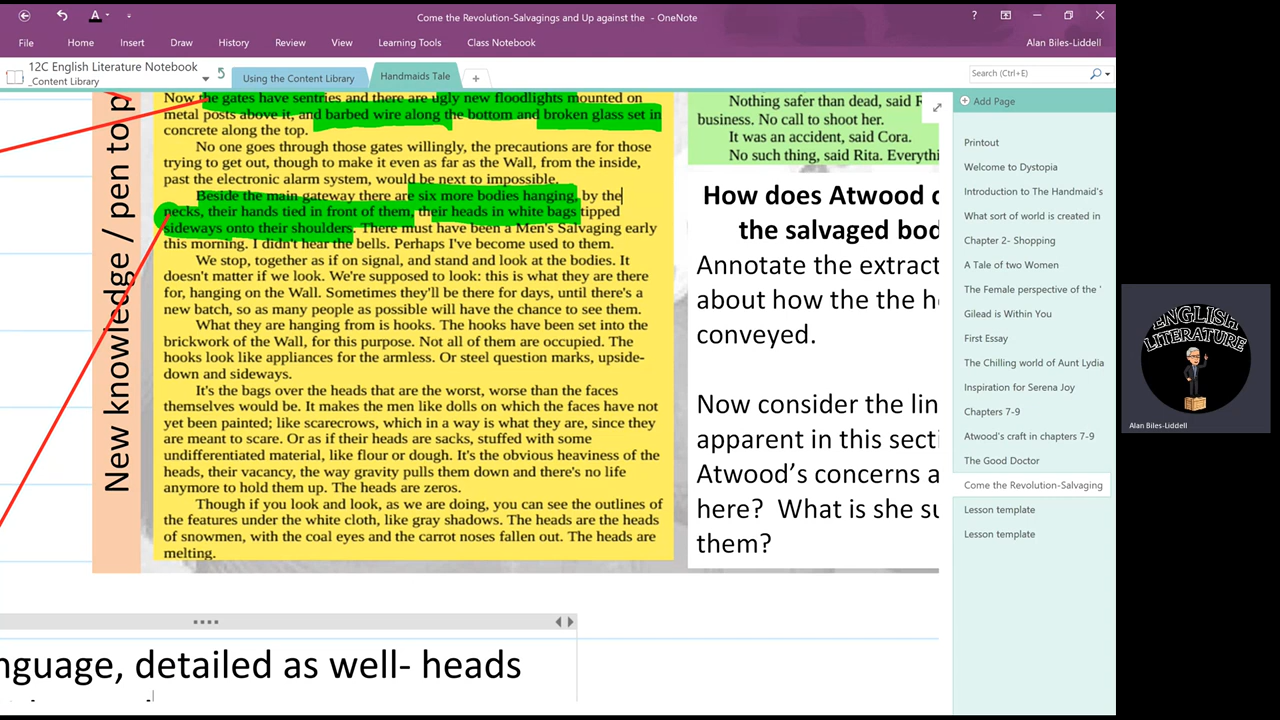 Come the Revolution-Salvagings and Up against the - OneNote
File Home Insert Draw History Review View Learning Tools Class Notebook
Alan Biles-Liddell
12C English Literature Notebook
_Content Library
Using the Content Library
Handmaids Tale
Search (Ctrl+E)
New knowledge / pen to p
Now the gates have sentries and there are ugly new floodlights mounted on
metal posts above it, and barbed wire along the bottom and broken glass set in
concrete along the top.
No one goes through those gates willingly, the precautions are for those
trying to get out, though to make it even as far as the Wall, from the inside,
past the electronic alarm system, would be next to impossible.
Beside the main gateway there are six more bodies hanging, by the
necks, their hands tied in front of them, their heads in white bags tipped
sideways onto their shoulders. There must have been a Men's Salvaging early
this morning. I didn't hear the bells. Perhaps I've become used to them.
We stop, together as if on signal, and stand and look at the bodies. It
doesn't matter if we look. We're supposed to look: this is what they are there
for, hanging on the Wall. Sometimes they'll be there for days, until there's a
new batch, so as many people as possible will have the chance to see them.
What they are hanging from is hooks. The hooks have been set into the
brickwork of the Wall, for this purpose. Not all of them are occupied. The
hooks look like appliances for the armless. Or steel question marks, upside-
down and sideways.
It's the bags over the heads that are the worst, worse than the faces
themselves would be. It makes the men like dolls on which the faces have not
yet been painted; like scarecrows, which in a way is what they are, since they
are meant to scare. Or as if their heads are sacks, stuffed with some
undifferentiated material, like flour or dough. It's the obvious heaviness of the
heads, their vacancy, the way gravity pulls them down and there's no life
anymore to hold them up. The heads are zeros.
Though if you look and look, as we are doing, you can see the outlines of
the features under the white cloth, like gray shadows. The heads are the heads
of snowmen, with the coal eyes and the carrot noses fallen out. The heads are
melting.
Nothing safer than dead, said R
business. No call to shoot her.
It was an accident, said Cora.
No such thing, said Rita. Everythi
How does Atwood c
the salvaged bod
Annotate the extrac
about how the the h
conveyed.
Now consider the lin
apparent in this secti
Atwood's concerns a
here? What is she su
them?
nguage, detailed as well- heads
Add Page
Printout
Welcome to Dystopia
Introduction to The Handmaid's
What sort of world is created in
Chapter 2- Shopping
A Tale of two Women
The Female perspective of the '
Gilead is Within You
First Essay
The Chilling world of Aunt Lydia
Inspiration for Serena Joy
Chapters 7-9
Atwood's craft in chapters 7-9
The Good Doctor
Come the Revolution-Salvaging
Lesson template
Lesson template
ENGLISH
LITERATURE
Alan Biles-Liddell